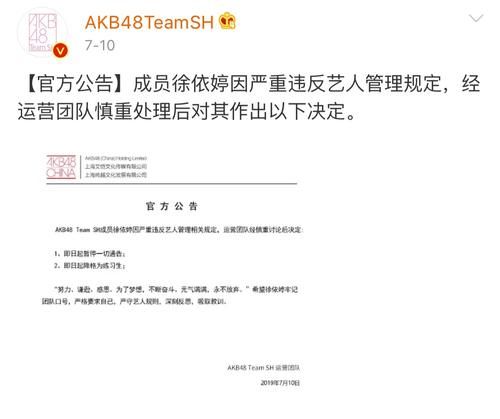 AKB
48
Team SH
AKB48TeamSH
7-10
【官方公告】成员徐依婷因严重违反艺人管理规定，经
运营团队慎重处理后对其作出以下决定。
AKB48
CHINA
AKB48 (China) Holding Limited
上海艾恺文化传媒有限公司
上海尚越文化发展有限公司
官方公告
AKB48 Team SH成员徐依婷因严重违反艺人管理相关规定，运营团队经慎重讨论后决定：
1、即日起暂停一切通告；
2、即日起降格为练习生；
“努力、谦逊、感恩、为了梦想，不断奋斗、元气满满，永不放弃。”希望徐依婷牢记
团队口号，严格要求自己，严守艺人规则，深刻反思，吸取教训。
AKB48 Team SH 运营团队
2019年7月10日